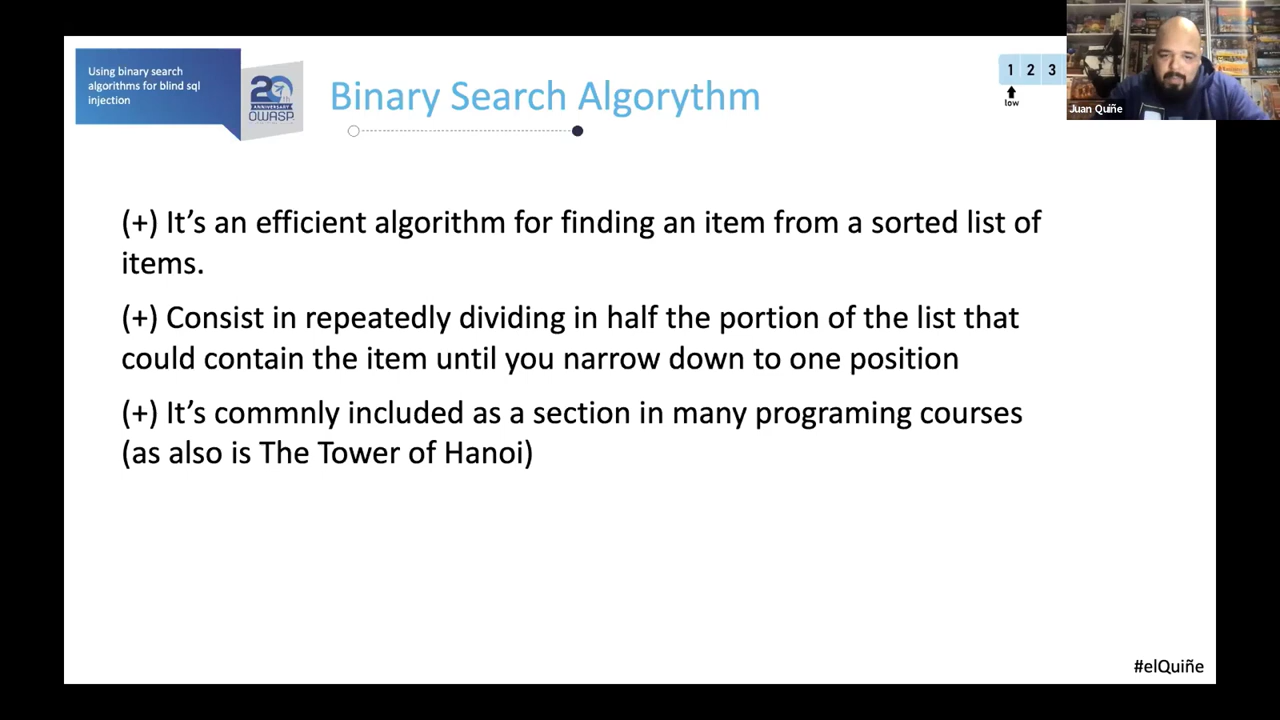 Using binary search
algorithms for blind sql
injection
20th
ANNIVERSARY
OWASP
Binary Search Algorythm
1 2 3
low
Juan Quiñe
(+) It’s an efficient algorithm for finding an item from a sorted list of
items.
(+) Consist in repeatedly dividing in half the portion of the list that
could contain the item until you narrow down to one position
(+) It’s commnly included as a section in many programing courses
(as also is The Tower of Hanoi)
#elQuiñe